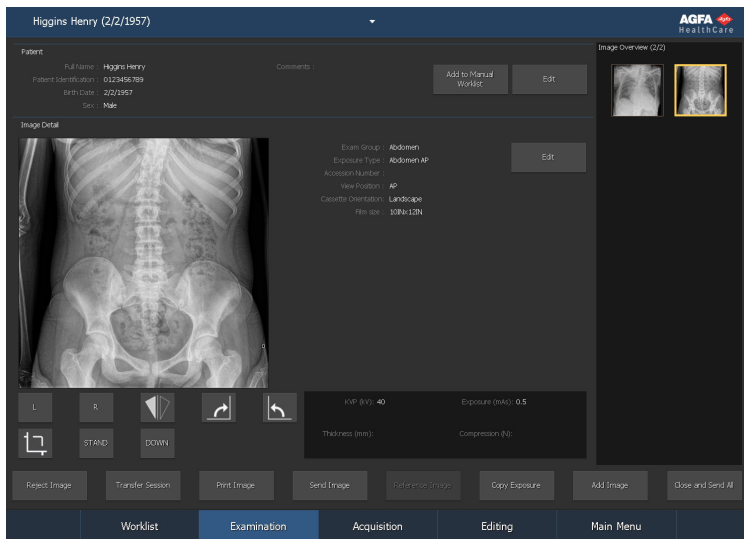 Higgins Henry (2/2/1957)
AGFA
HealthCare
Patient
Full Name : Higgins Henry
Patient Identification : 0123456789
Birth Date : 2/2/1957
Sex : Male
Comments :
Add to Manual
Worklist
Edit
Image Overview (2/2)
Image Detail
Exam Group : Abdomen
Exposure Type : Abdomen AP
Accession Number :
View Position : AP
Cassette Orientation: Landscape
Film size : 10INx12IN
Edit
L
R
STAND
DOWN
KVP (kV): 40
Exposure (mAs): 0.5
Thickness (mm):
Compression (N):
Reject Image
Transfer Session
Print Image
Send Image
Reference Image
Copy Exposure
Add Image
Close and Send All
Worklist
Examination
Acquisition
Editing
Main Menu